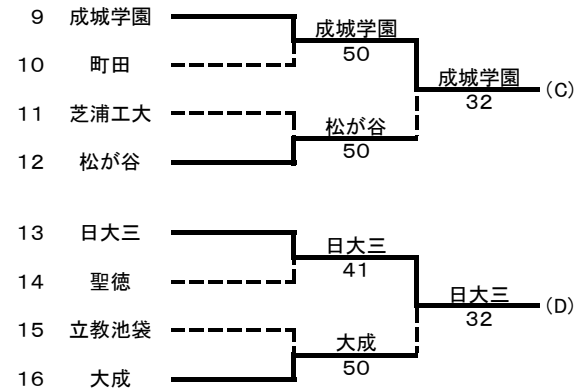 9 成城学園
成城学園
50
10 町田
成城学園 (C)
32
11 芝浦工大
松が谷
50
12 松が谷
13 日大三
日大三
41
14 聖徳
日大三 (D)
32
15 立教池袋
大成
50
16 大成